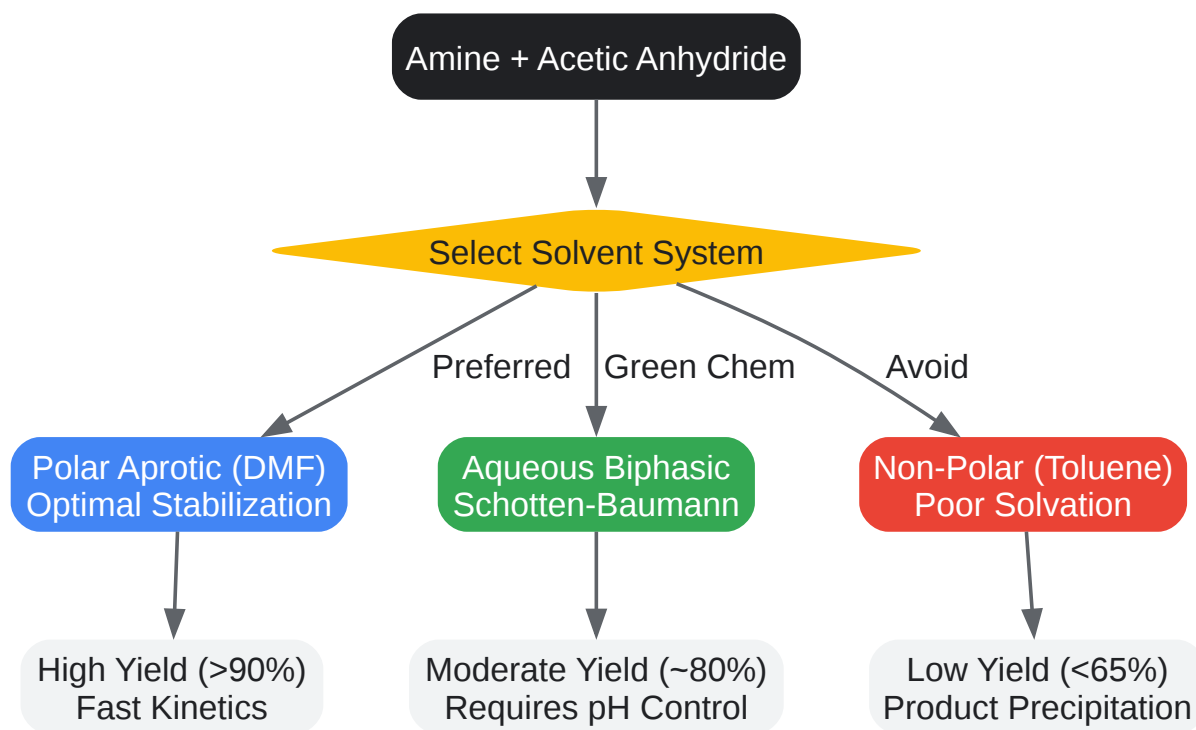 Amine + Acetic Anhydride
Select Solvent System
Preferred
Green Chem
Avoid
Polar Aprotic (DMF)
Optimal Stabilization
Aqueous Biphasic
Schotten-Baumann
Non-Polar (Toluene)
Poor Solvation
High Yield (>90%)
Fast Kinetics
Moderate Yield (~80%)
Requires pH Control
Low Yield (<65%)
Product Precipitation